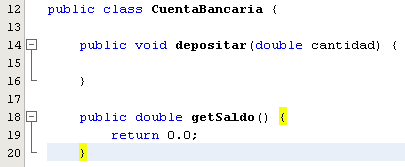 12 public class CuentaBancaria {
13
14 public void depositar(double cantidad) {
15
16 }
17
18 public double getSaldo() {
19 return 0.0;
20 }